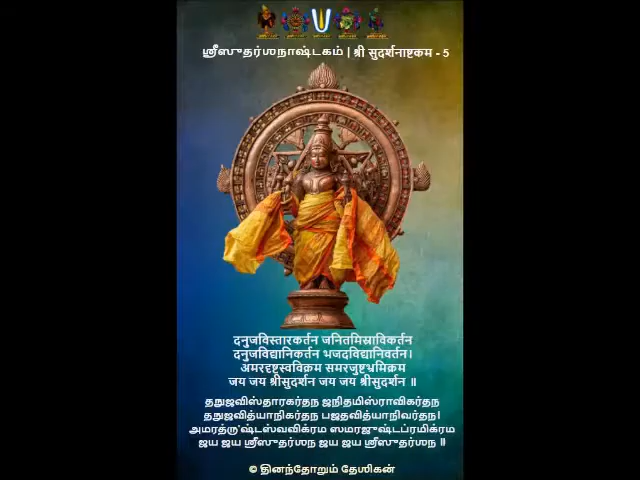 ஶ்ரீஸுதர்ஶநாஷ்டகம் | श्री सुदर्शनाष्टकम - 5
दनुजविस्तारकर्तन जनितमिस्राविकर्तन
दनुजविद्यानिकर्तन भजदविद्यानिवर्तन।
अमरदृष्टस्वविक्रम समरजुष्टभ्रमिक्रम
जय जय श्रीसुदर्शन जय जय श्रीसुदर्शन ॥
தநுஜவிஸ்தாரகர்தந ஜநிதமிஸ்ராவிகர்தந
தநுஜவித்யாநிகர்தந பஜதவித்யாநிவர்தந।
அமரத்ருʼஷ்டஸ்வவிக்ரம ஸமரஜுஷ்டப்ரமிக்ரம
ஜய ஜய ஶ்ரீஸுதர்ஶந ஜய ஜய ஶ்ரீஸுதர்ஶந ॥
© தினந்தோறும் தேஶிகன்